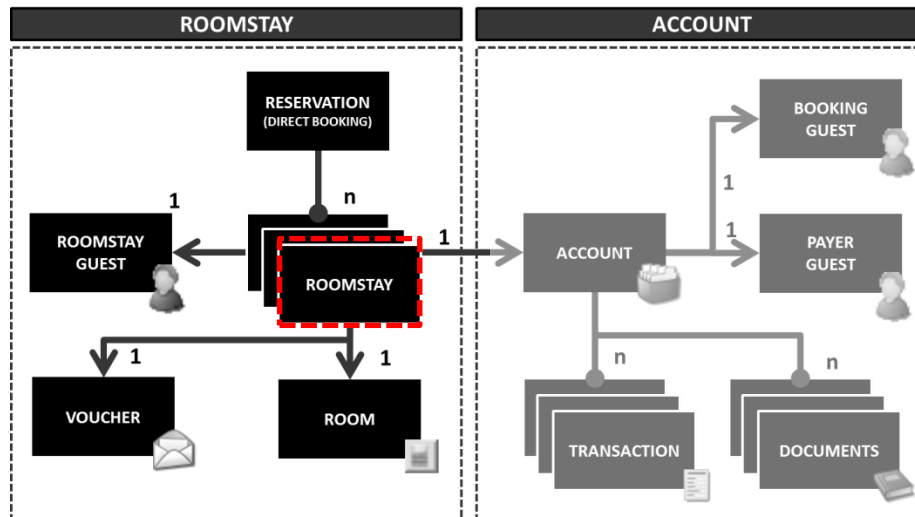 ROOMSTAY
ACCOUNT
RESERVATION
(DIRECT BOOKING)
BOOKING
GUEST
n
1
1
ROOMSTAY
GUEST
1
1
ROOMSTAY
ACCOUNT
PAYER
GUEST
1
1
n
n
VOUCHER
ROOM
TRANSACTION
DOCUMENTS